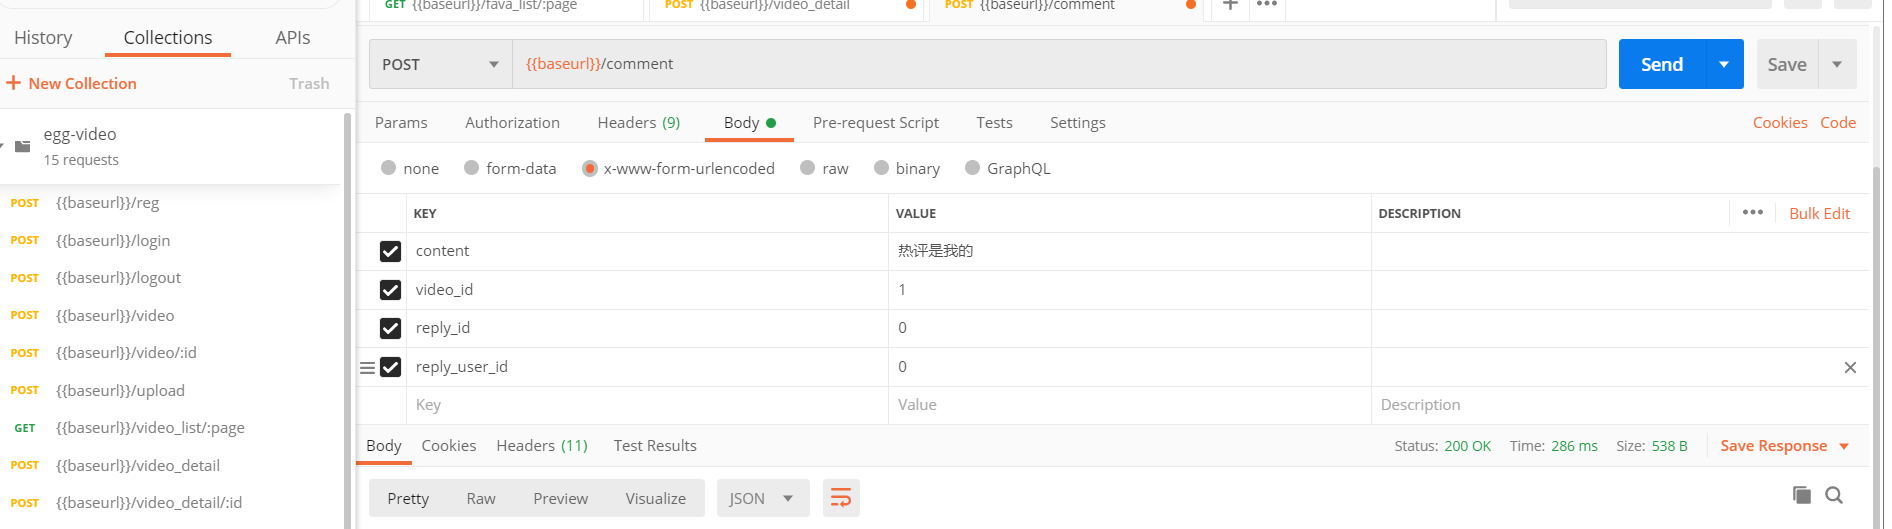 GET {{baseurl}}/fava_list/:page POST {{baseurl}}/video_detail POST {{baseurl}}/comment
History Collections APIs
POST {{baseurl}}/comment Send Save
+ New Collection Trash
Params Authorization Headers (9) Body Pre-request Script Tests Settings Cookies Code
egg-video
15 requests
none form-data x-www-form-urlencoded raw binary GraphQL
KEY VALUE DESCRIPTION ••• Bulk Edit
content 热评是我的
video_id 1
reply_id 0
reply_user_id 0
Key Value Description
POST {{baseurl}}/reg
POST {{baseurl}}/login
POST {{baseurl}}/logout
POST {{baseurl}}/video
POST {{baseurl}}/video/:id
POST {{baseurl}}/upload
GET {{baseurl}}/video_list/:page
POST {{baseurl}}/video_detail
POST {{baseurl}}/video_detail/:id
Body Cookies Headers (11) Test Results Status: 200 OK Time: 286 ms Size: 538 B Save Response
Pretty Raw Preview Visualize JSON